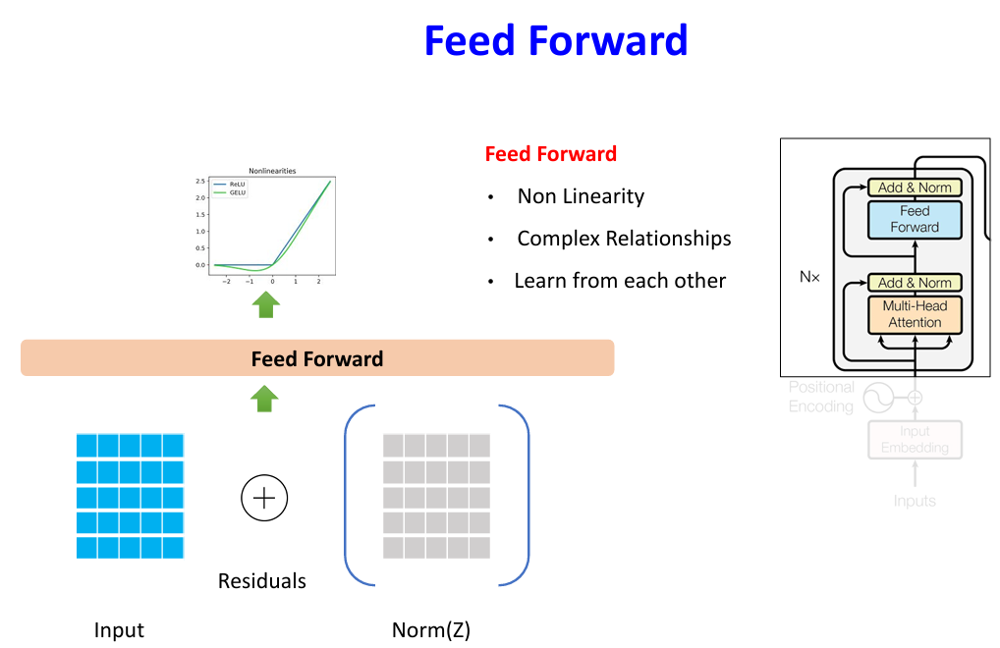 Feed Forward
Nonlinearities
ReLU
GELU
2.5
2.0
1.5
1.0
0.5
0.0
−2 −1 0 1 2
Feed Forward
• Non Linearity
• Complex Relationships
• Learn from each other
Feed Forward
Input
Residuals
Norm(Z)
Add & Norm
Feed
Forward
N×
Add & Norm
Multi-Head
Attention
Positional
Encoding
Input
Embedding
Inputs